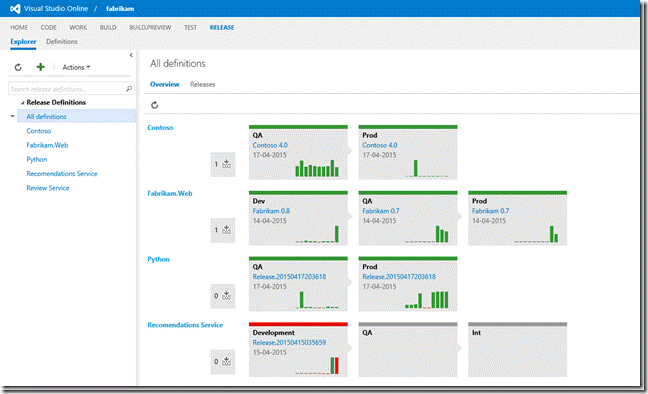 Visual Studio Online / fabrikam
HOME CODE WORK BUILD BUILD.PREVIEW TEST RELEASE
Explorer Definitions
Actions
Search release definitions...
Release Definitions
All definitions
Contoso
Fabrikam.Web
Python
Recomendations Service
Review Service
All definitions
Overview Releases
Contoso
1
QA
Contoso 4.0
17-04-2015
Prod
Contoso 4.0
17-04-2015
Fabrikam.Web
1
Dev
Fabrikam 0.8
14-04-2015
QA
Fabrikam 0.7
14-04-2015
Prod
Fabrikam 0.7
14-04-2015
Python
0
QA
Release.20150417203618
17-04-2015
Prod
Release.20150417203618
17-04-2015
Recomendations Service
0
Development
Release.20150415035659
15-04-2015
QA
Int